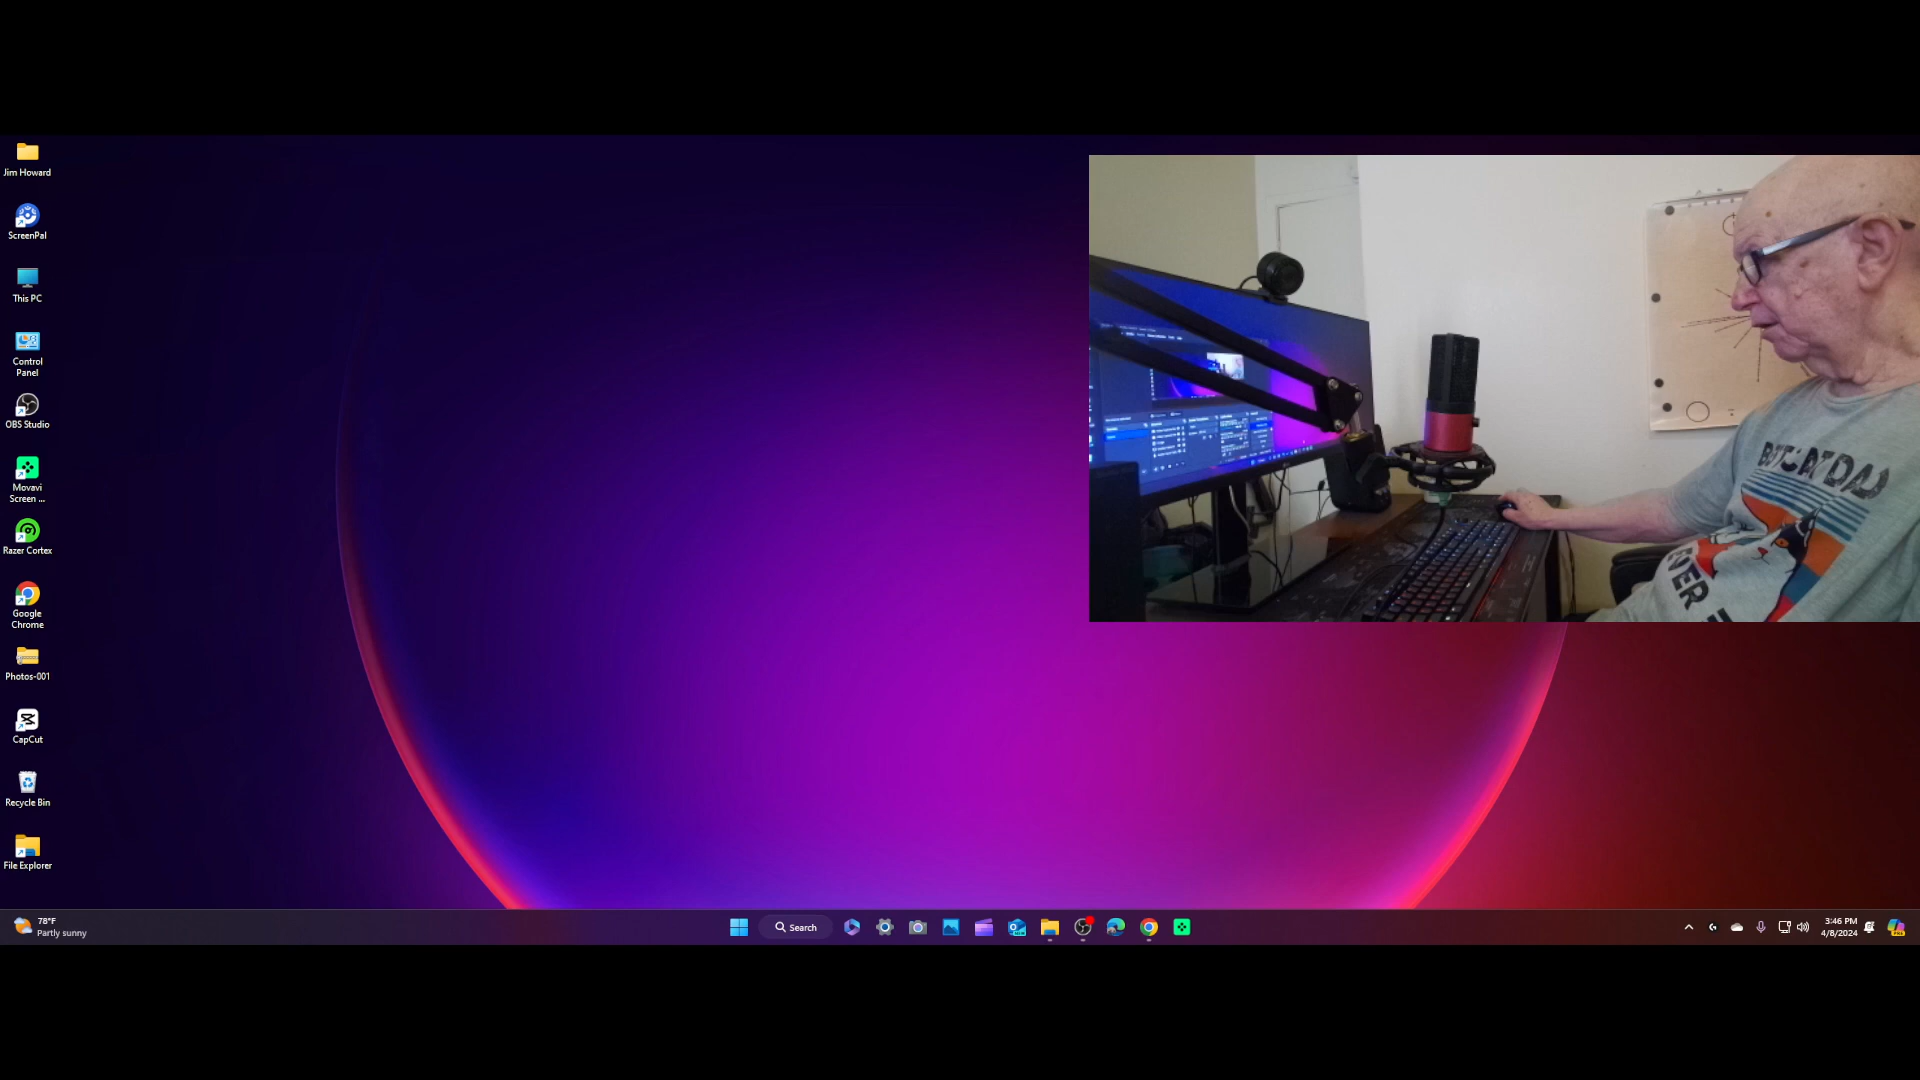 Jim Howard
ScreenPal
This PC
Control
Panel
OBS Studio
Movavi
Screen ...
Razer Cortex
Google
Chrome
Photos-001
CapCut
Recycle Bin
File Explorer
78°F
Partly sunny
Search
3:46 PM
4/8/2024